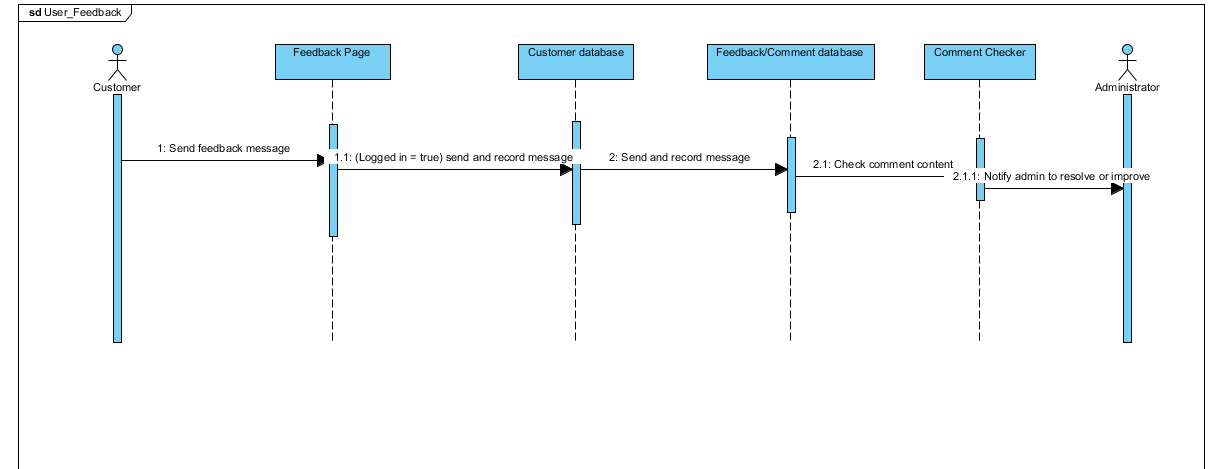 sd User_Feedback
Customer
Feedback Page
Customer database
Feedback/Comment database
Comment Checker
Administrator
1: Send feedback message
1.1: (Logged in = true) send and record message
2: Send and record message
2.1: Check comment content
2.1.1: Notify admin to resolve or improve